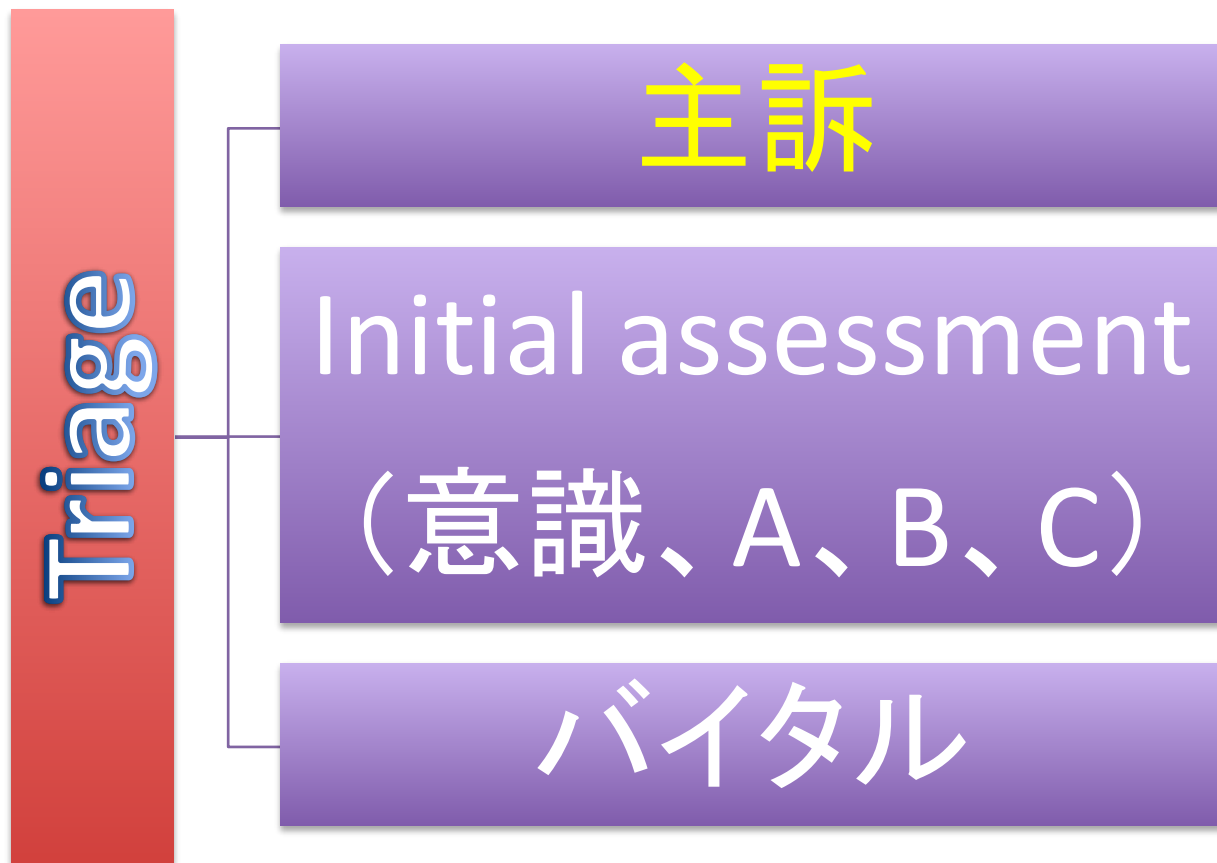 Triage
主訴
Initial assessment
（意識、A、B、C）
バイタル